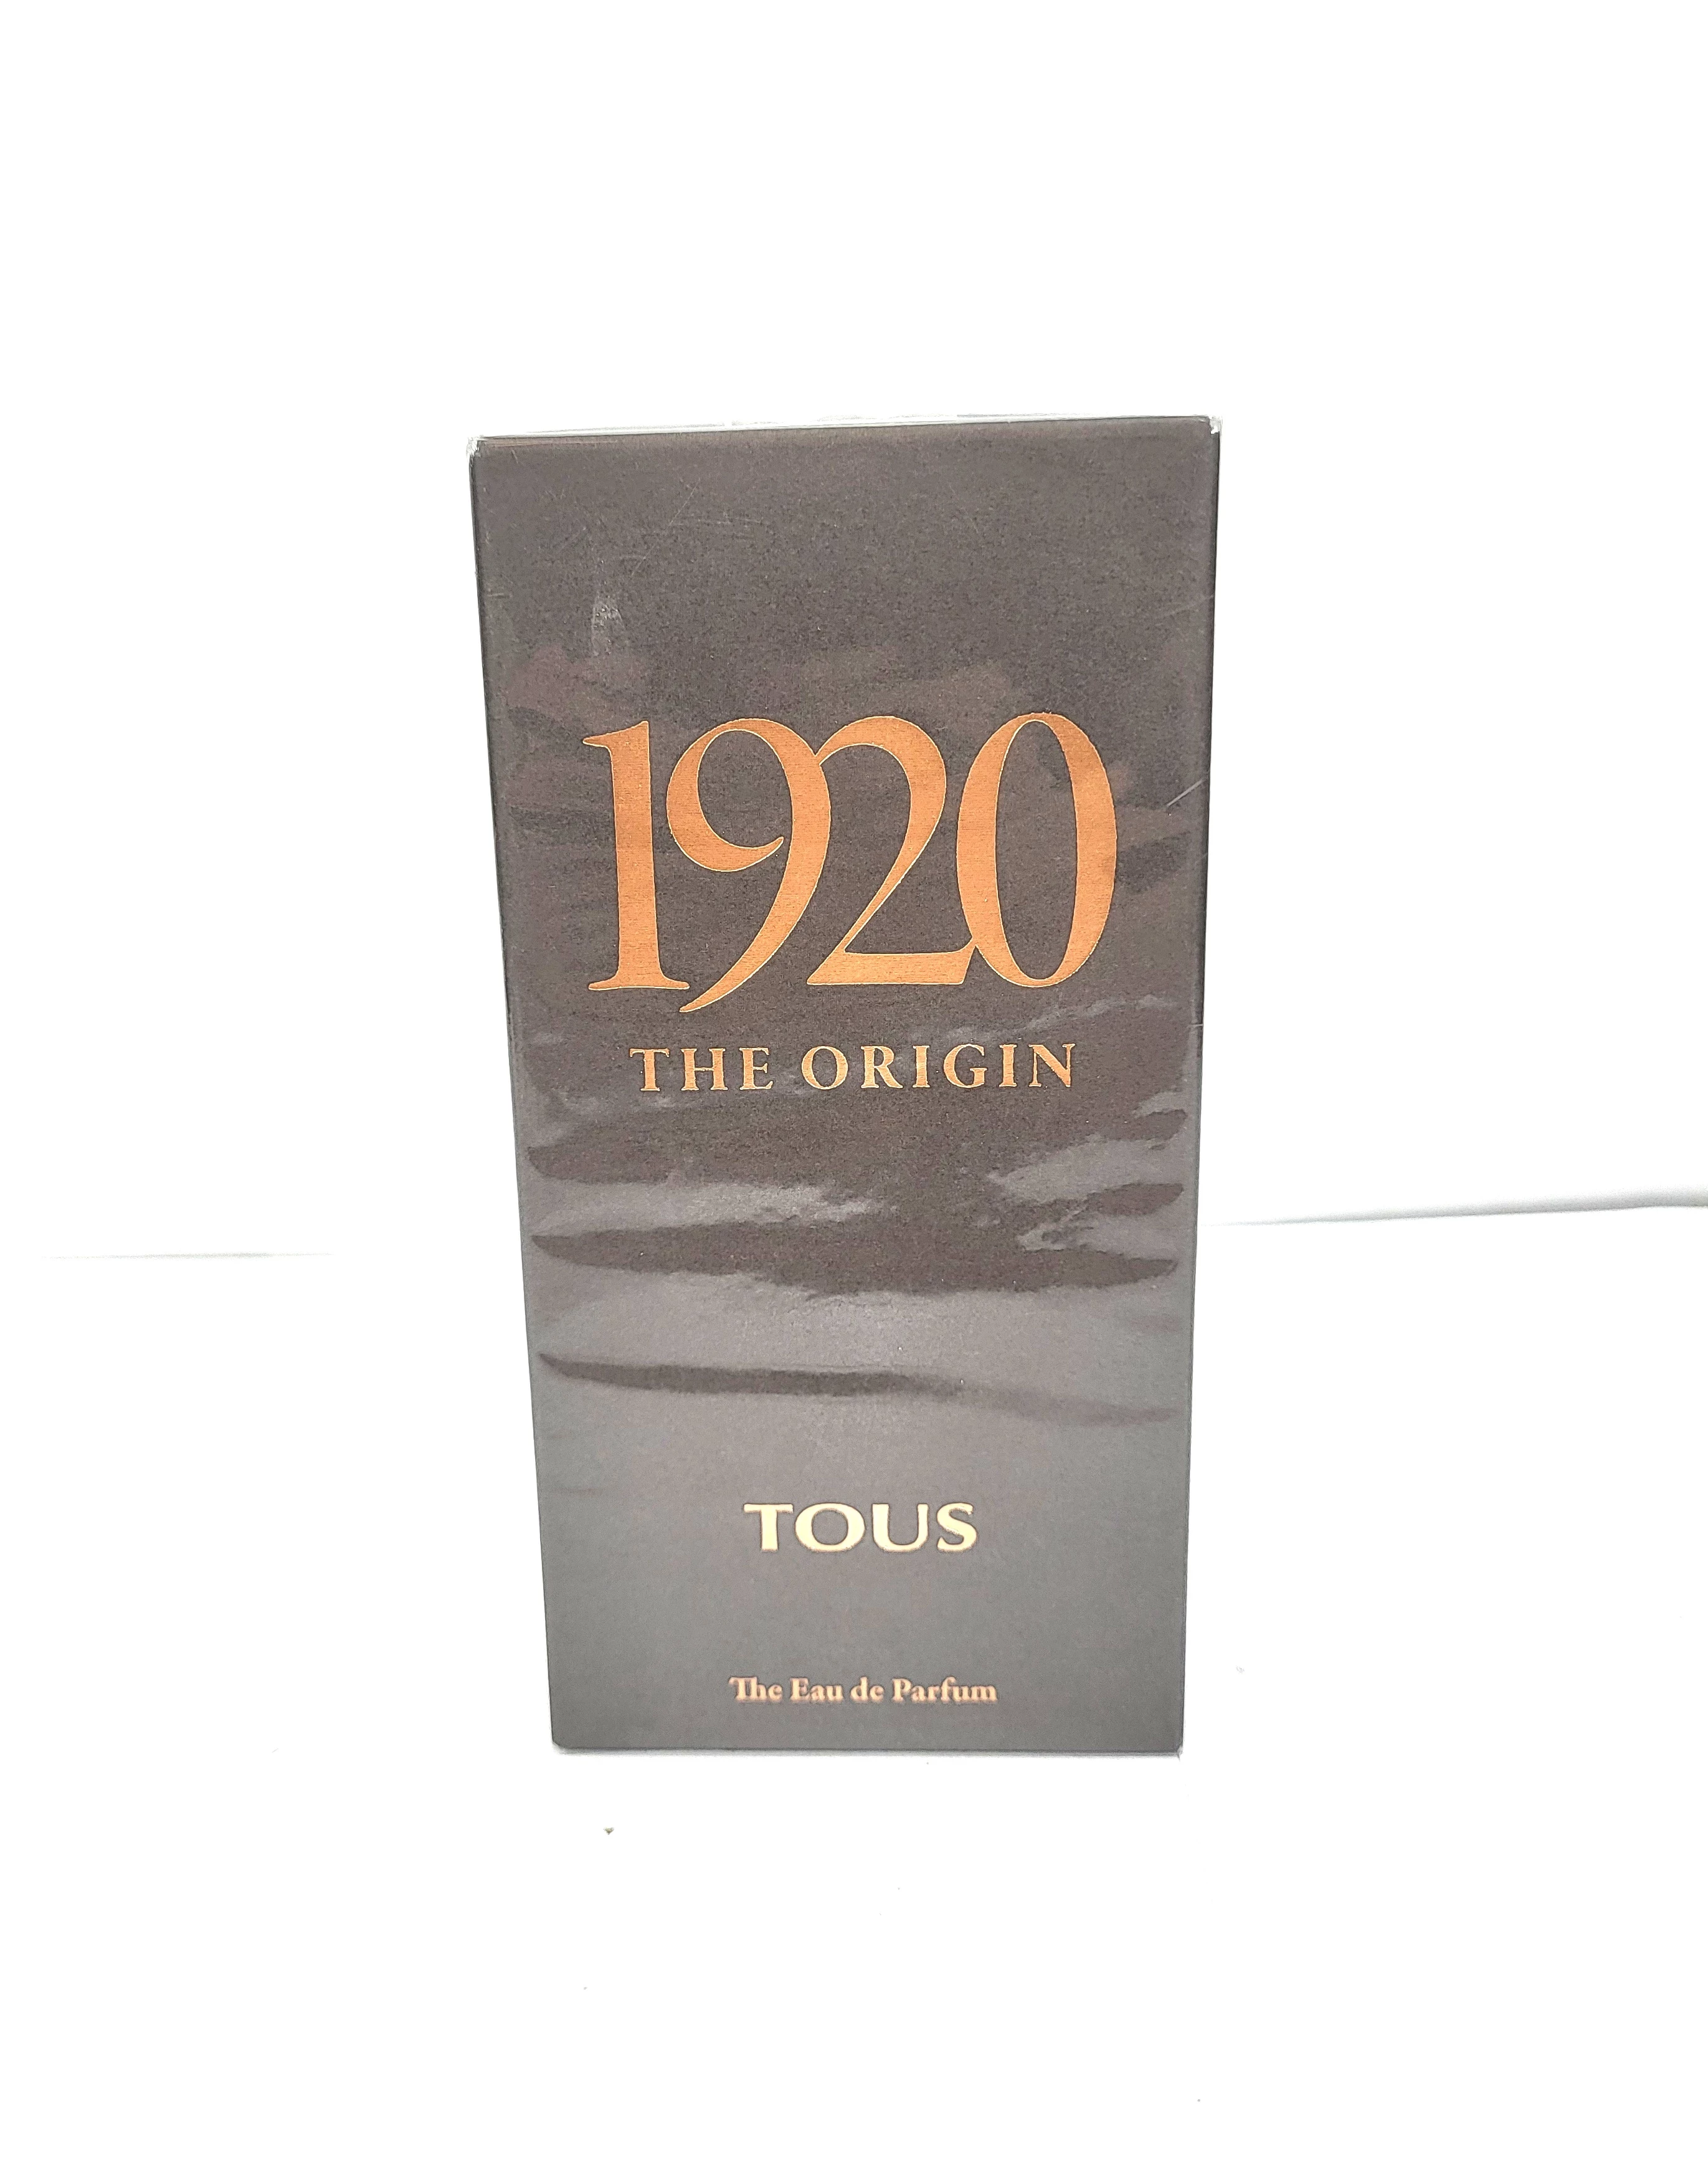 1920
THE ORIGIN
TOUS
The Eau de Parfum